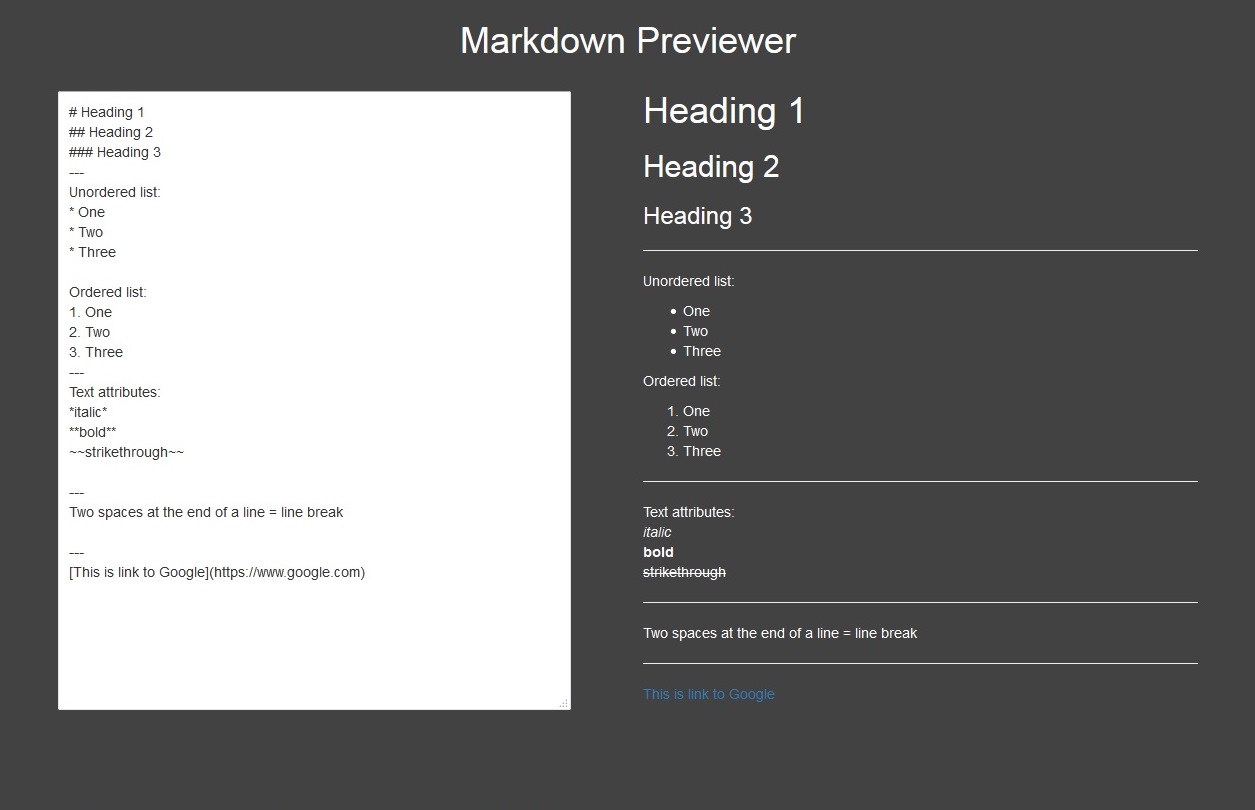 Markdown Previewer
# Heading 1
## Heading 2
### Heading 3
---
Unordered list:
* One
* Two
* Three
Ordered list:
1. One
2. Two
3. Three
---
Text attributes:
*italic*
**bold**
~~strikethrough~~
---
Two spaces at the end of a line = line break
---
[This is link to Google](https://www.google.com)
Heading 1
Heading 2
Heading 3
Unordered list:
• One
• Two
• Three
Ordered list:
1. One
2. Two
3. Three
Text attributes:
italic
bold
strikethrough
Two spaces at the end of a line = line break
This is link to Google